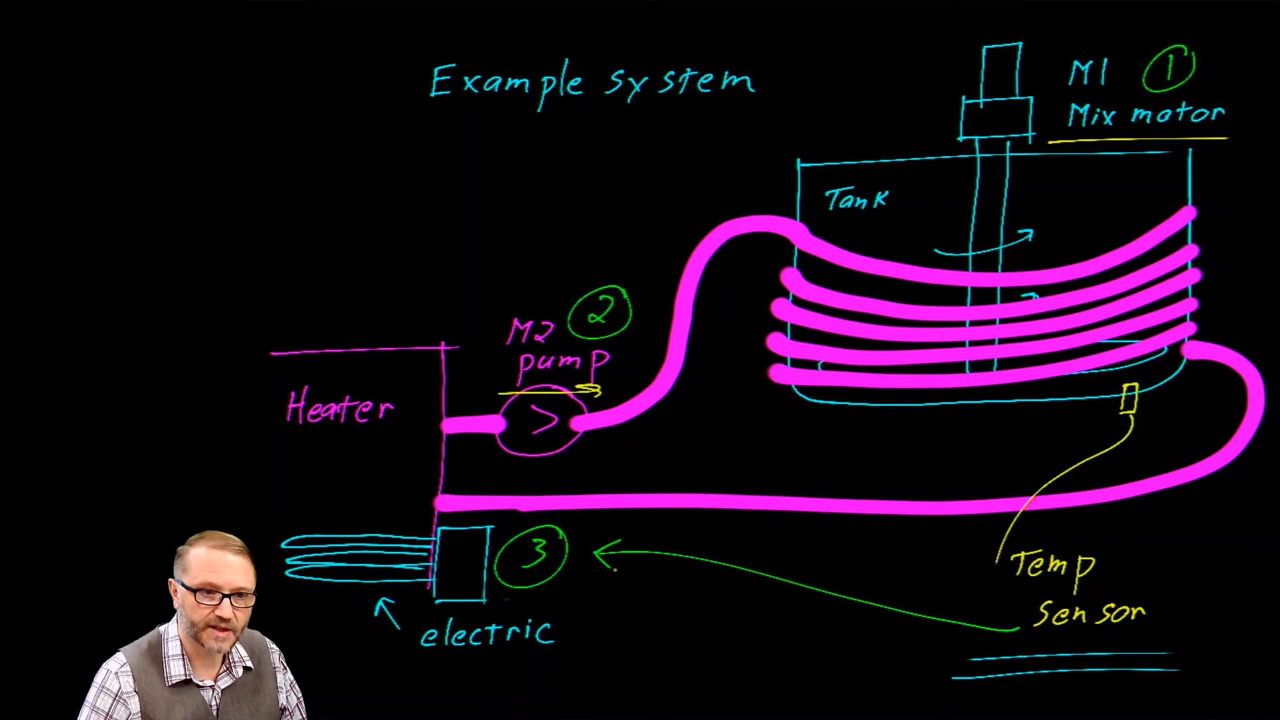 Example system
M1 1
Mix motor
Tank
M2 2
pump
>
Heater
3
electric
Temp
sensor